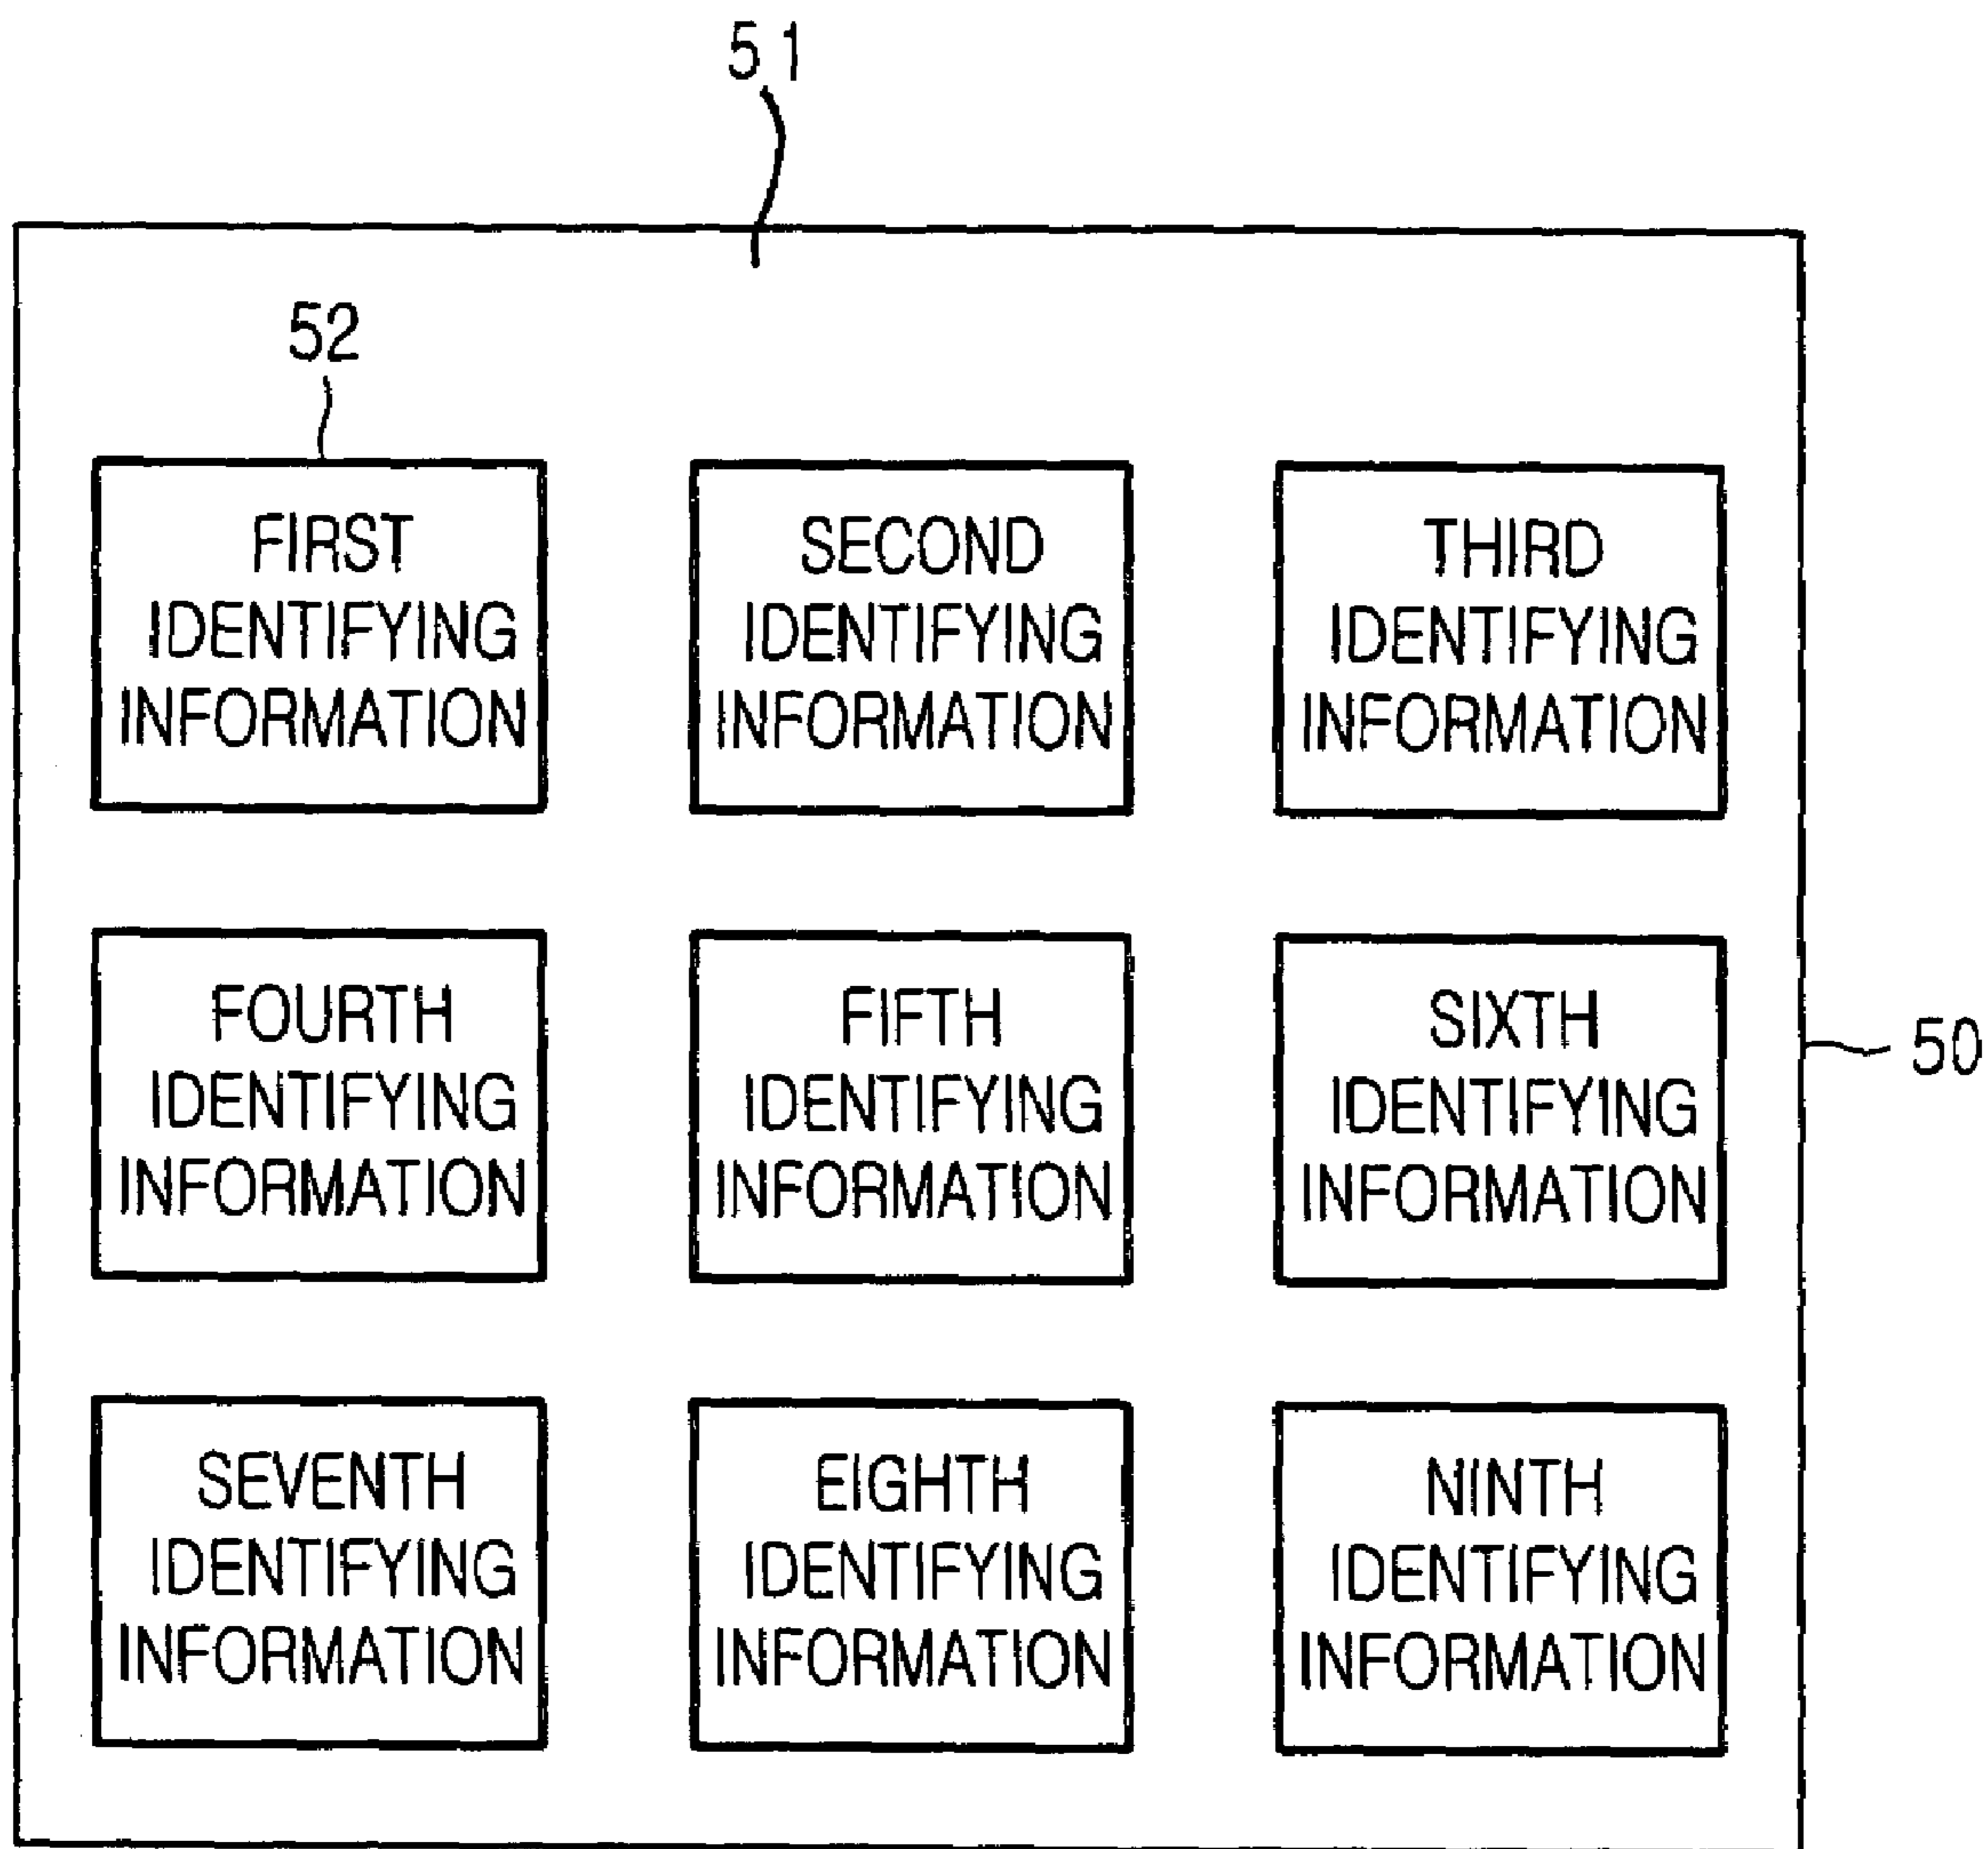 51
52
FIRST
IDENTIFYING
INFORMATION
SECOND
IDENTIFYING
INFORMATION
THIRD
IDENTIFYING
INFORMATION
FOURTH
IDENTIFYING
INFORMATION
FIFTH
IDENTIFYING
INFORMATION
SIXTH
IDENTIFYING
INFORMATION
50
SEVENTH
IDENTIFYING
INFORMATION
EIGHTH
IDENTIFYING
INFORMATION
NINTH
IDENTIFYING
INFORMATION